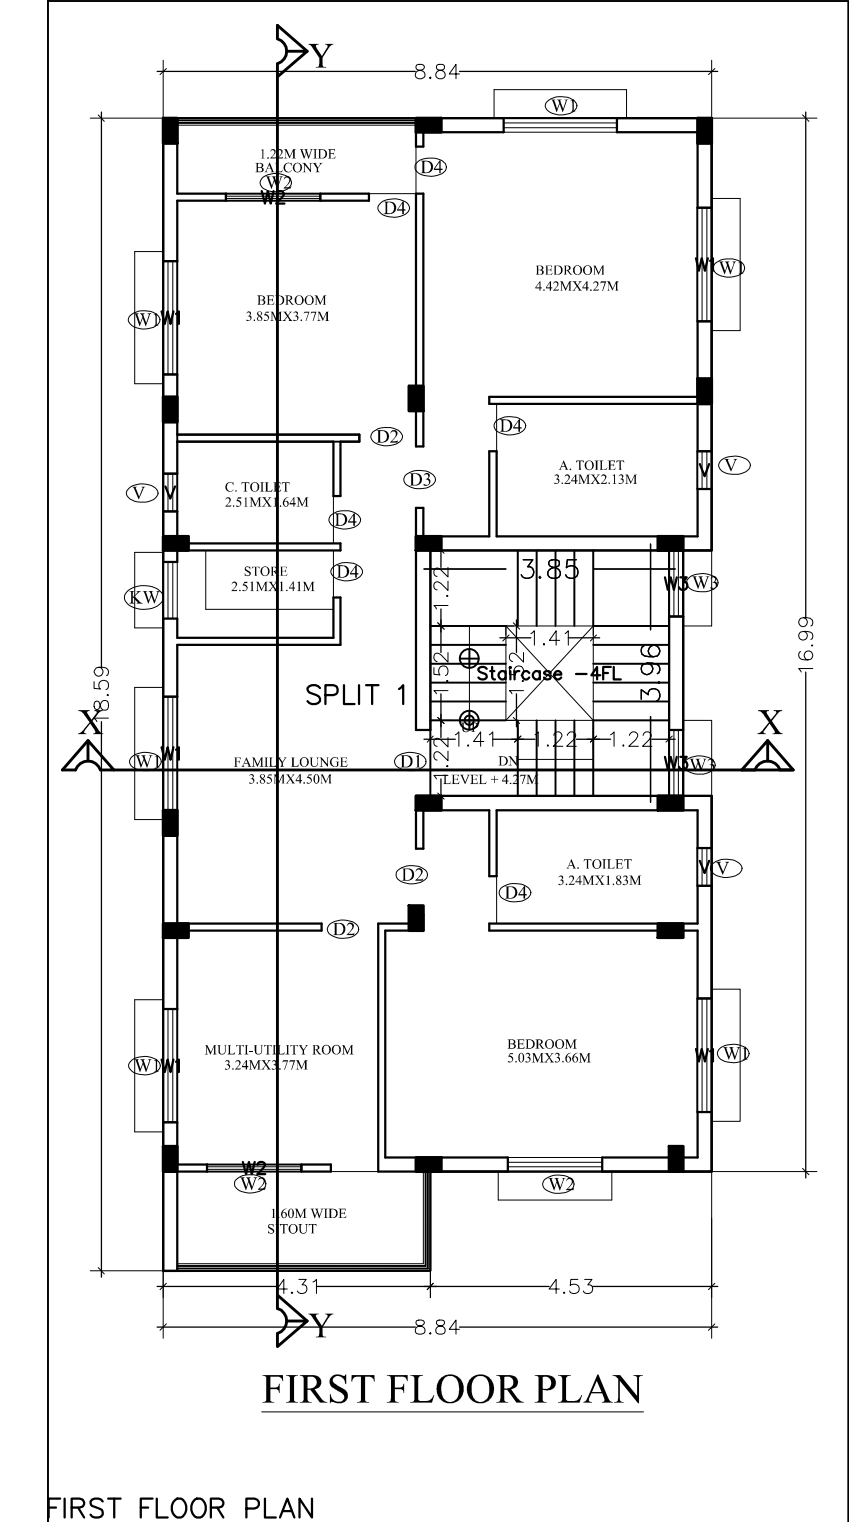 Y
8.84
W1
1.22M WIDE
BALCONY
D4
W2
W2
D4
W1
W1
BEDROOM
4.42MX4.27M
BEDROOM
3.85MX3.77M
W1
W1
D4
D2
A. TOILET
3.24MX2.13M
V
V
D3
C. TOILET
2.51MX1.64M
V
V
D4
STORE
2.51MX1.41M
D4
KW
3.85
1.22
W3
W3
1.41
16.99
18.59
1.52
1.52
Staircase -4FL
3.96
SPLIT 1
X
X
1.41
1.22
1.22
1.22
W1
W1
FAMILY LOUNGE
3.85MX4.50M
D1
DN
LEVEL + 4.27M
W3
W3
A. TOILET
3.24MX1.83M
V
V
D2
D4
D2
MULTI-UTILITY ROOM
3.24MX3.77M
BEDROOM
5.03MX3.66M
W1
W1
W1
W1
W2
W2
W2
1.60M WIDE
SITOUT
4.31
4.53
8.84
Y
FIRST FLOOR PLAN
FIRST FLOOR PLAN